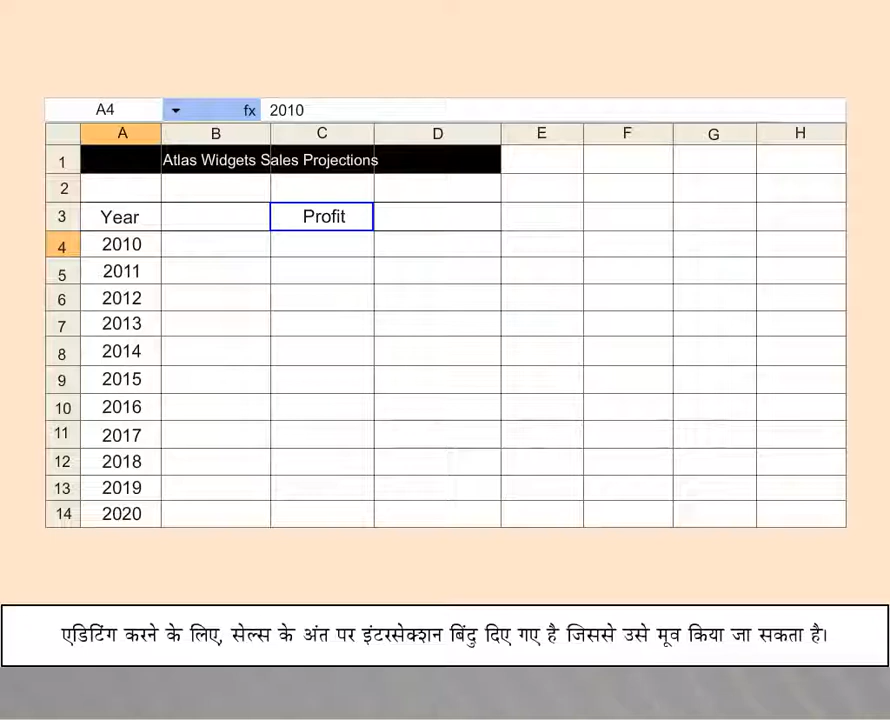 A4 fx 2010
A B C D E F G H
1 Atlas Widgets Sales Projections
2
3 Year Profit
4 2010
5 2011
6 2012
7 2013
8 2014
9 2015
10 2016
11 2017
12 2018
13 2019
14 2020
एडिटिंग करने के लिए, सेल्स के अंत पर इंटरसेक्शन बिंदु दिए गए है जिससे उसे मूव किया जा सकता है।